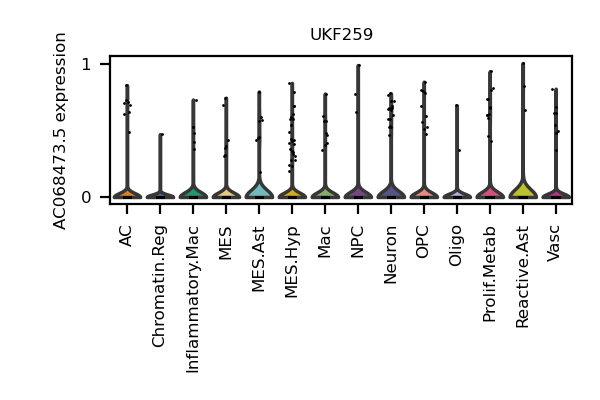 UKF259
AC068473.5 expression
1
0
AC
Chromatin.Reg
Inflammatory.Mac
MES
MES.Ast
MES.Hyp
Mac
NPC
Neuron
OPC
Oligo
Prolif.Metab
Reactive.Ast
Vasc